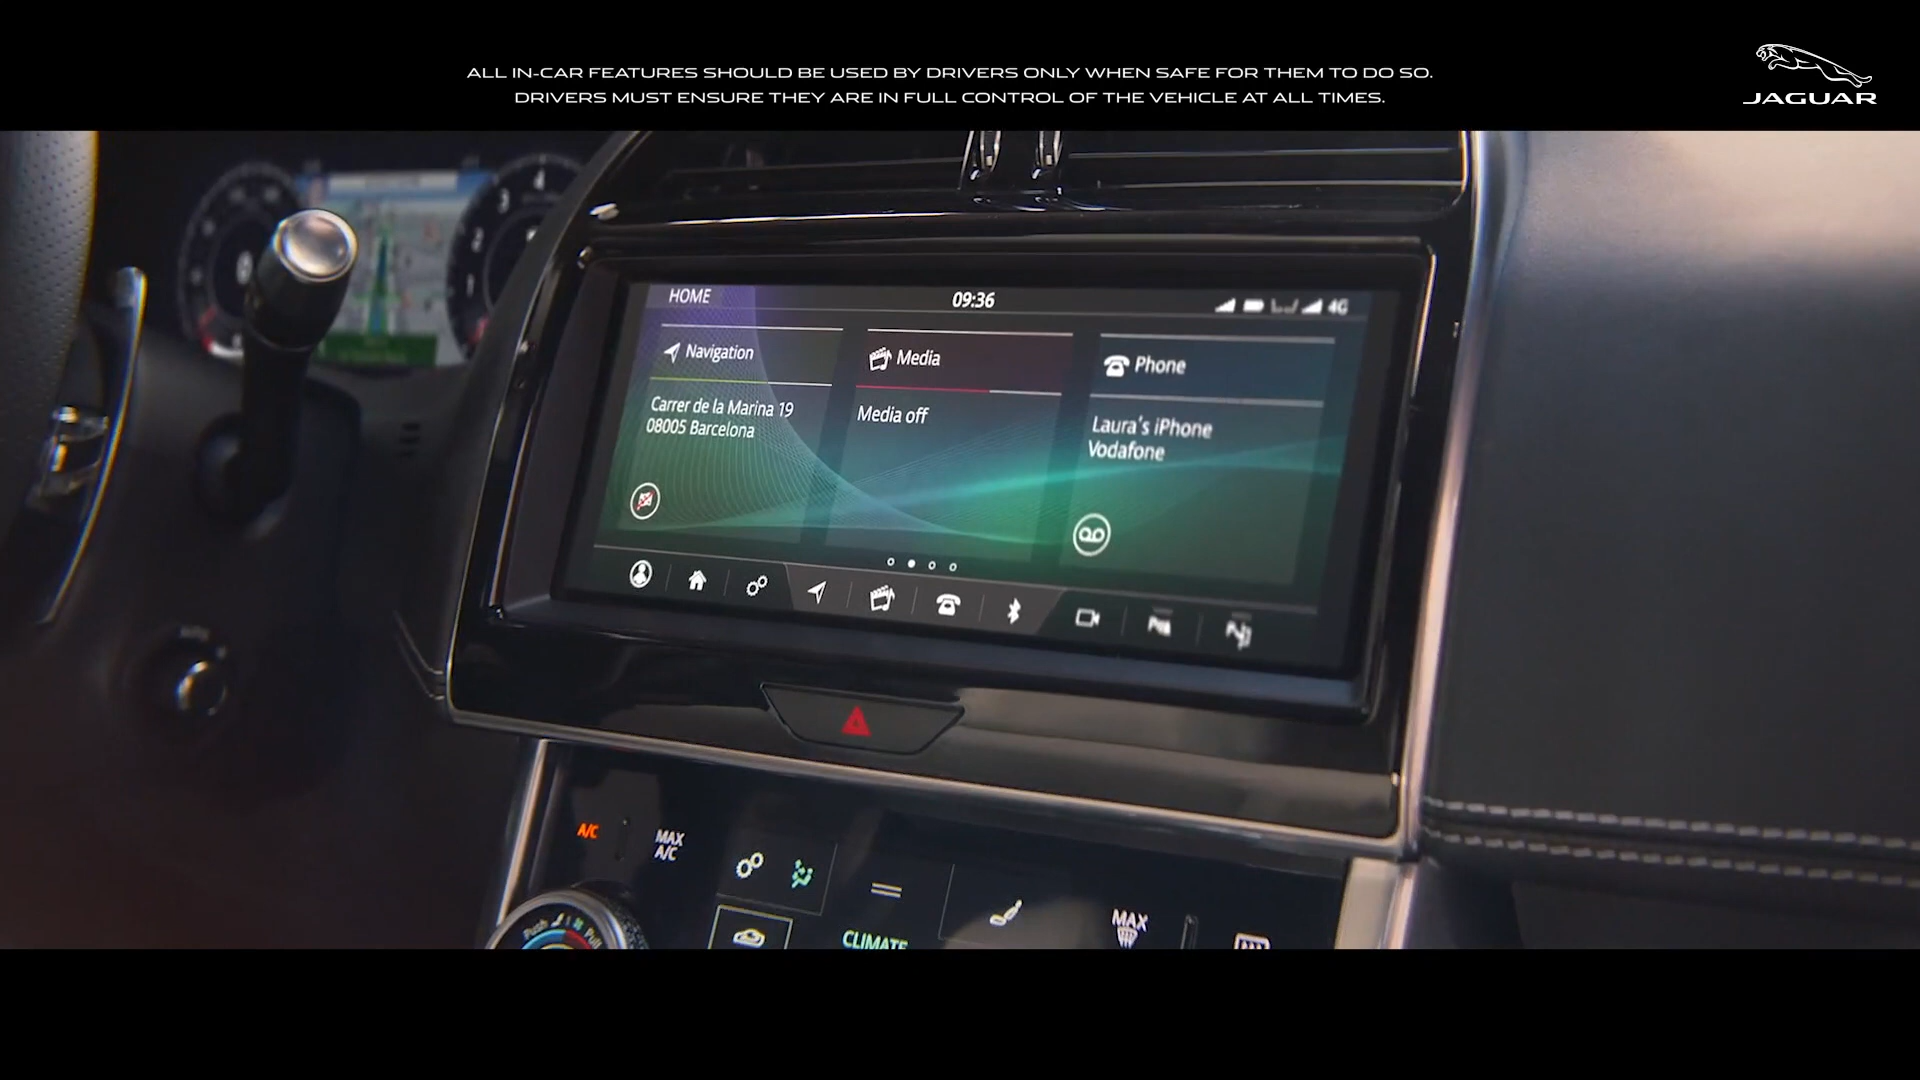 ALL IN-CAR FEATURES SHOULD BE USED BY DRIVERS ONLY WHEN SAFE FOR THEM TO DO SO.
DRIVERS MUST ENSURE THEY ARE IN FULL CONTROL OF THE VEHICLE AT ALL TIMES.
JAGUAR
HOME
09:36
4G
Navigation
Media
Phone
Carrer de la Marina 19
08005 Barcelona
Media off
Laura's iPhone
Vodafone
A/C
MAX
A/C
MAX
CLIMATE
Push
Pull